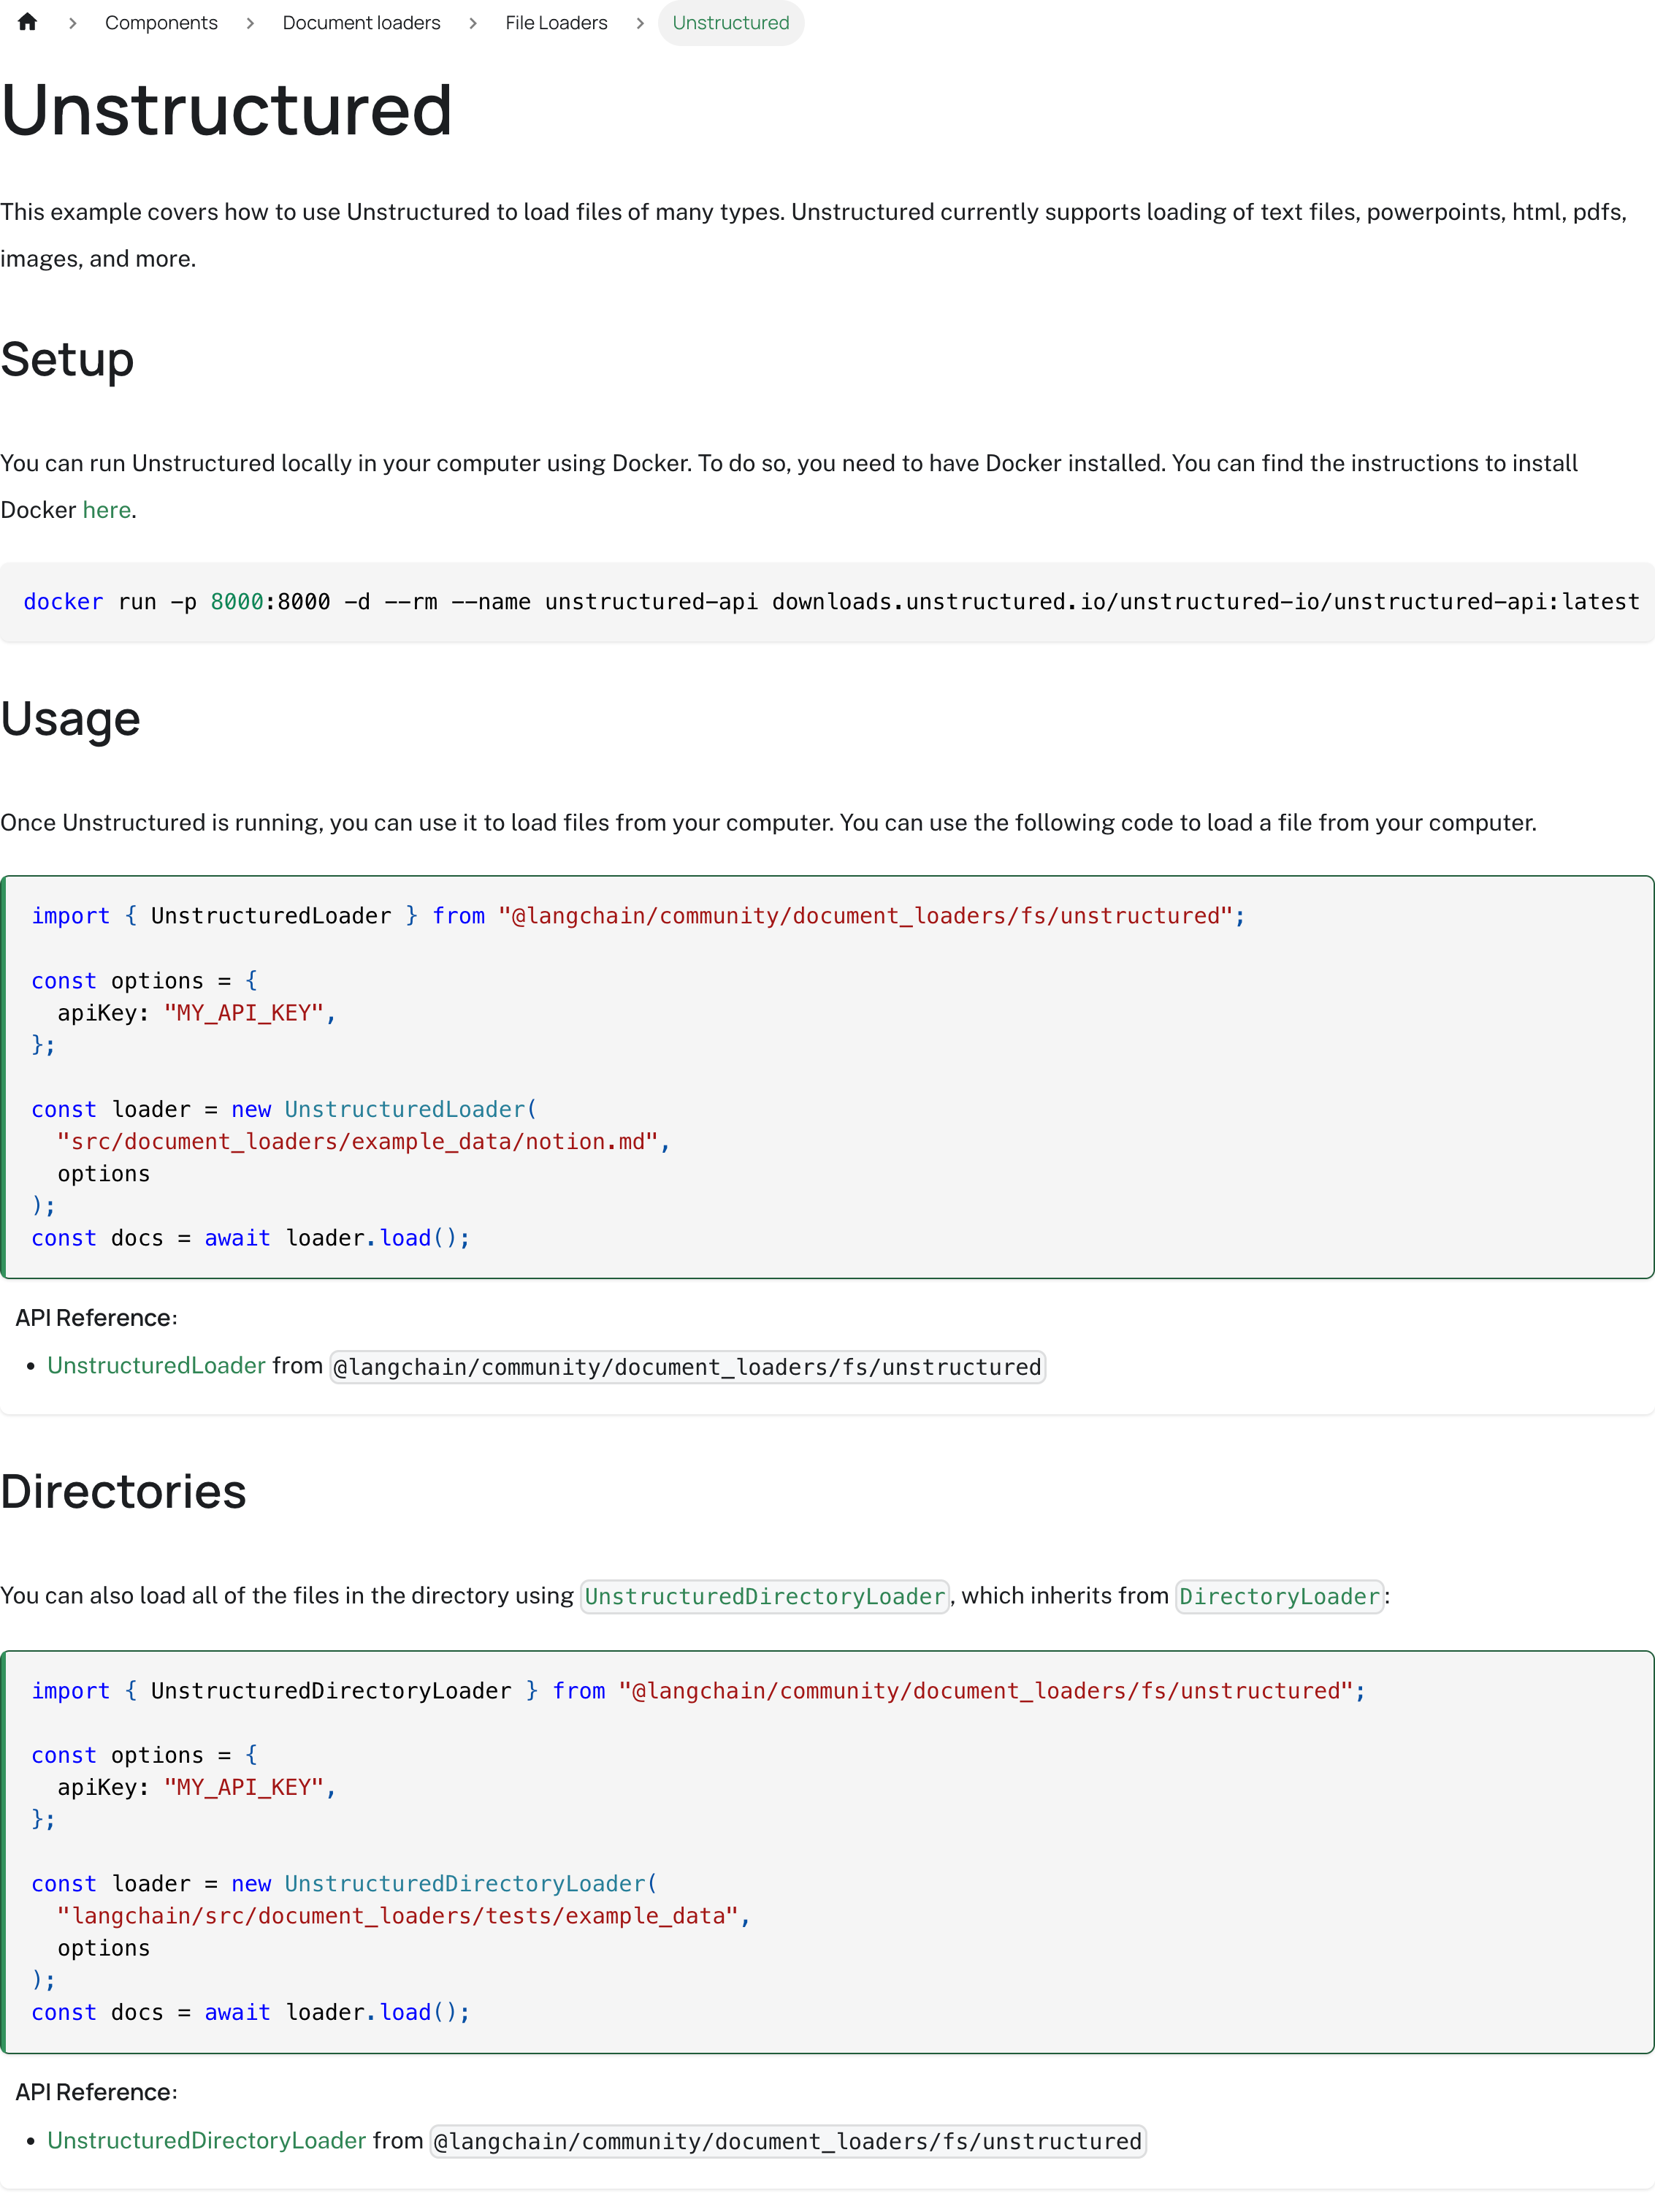 Components > Document loaders > File Loaders > Unstructured
Unstructured
This example covers how to use Unstructured to load files of many types. Unstructured currently supports loading of text files, powerpoints, html, pdfs,
images, and more.
Setup
You can run Unstructured locally in your computer using Docker. To do so, you need to have Docker installed. You can find the instructions to install
Docker here.
docker run -p 8000:8000 -d --rm --name unstructured-api downloads.unstructured.io/unstructured-io/unstructured-api:latest
Usage
Once Unstructured is running, you can use it to load files from your computer. You can use the following code to load a file from your computer.
import { UnstructuredLoader } from "@langchain/community/document_loaders/fs/unstructured";
const options = {
  apiKey: "MY_API_KEY",
};
const loader = new UnstructuredLoader(
  "src/document_loaders/example_data/notion.md",
  options
);
const docs = await loader.load();
API Reference:
• UnstructuredLoader from @langchain/community/document_loaders/fs/unstructured
Directories
You can also load all of the files in the directory using UnstructuredDirectoryLoader, which inherits from DirectoryLoader:
import { UnstructuredDirectoryLoader } from "@langchain/community/document_loaders/fs/unstructured";
const options = {
  apiKey: "MY_API_KEY",
};
const loader = new UnstructuredDirectoryLoader(
  "langchain/src/document_loaders/tests/example_data",
  options
);
const docs = await loader.load();
API Reference:
• UnstructuredDirectoryLoader from @langchain/community/document_loaders/fs/unstructured